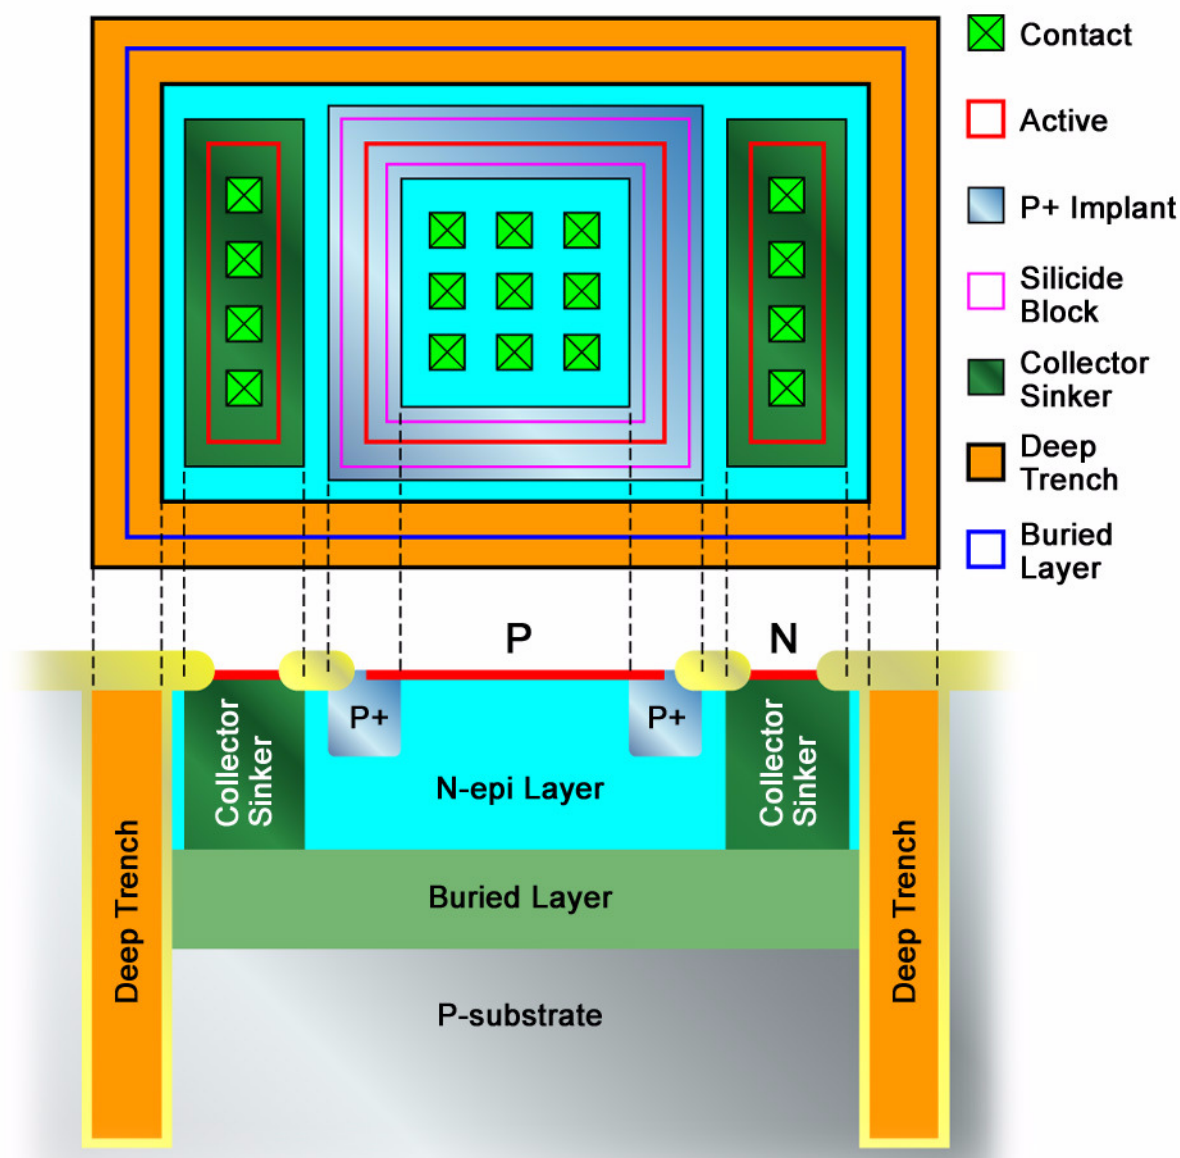 Contact
Active
P+ Implant
Silicide
Block
Collector
Sinker
Deep
Trench
Buried
Layer
P
N
P+
P+
Collector
Sinker
N-epi Layer
Collector
Sinker
Deep Trench
Buried Layer
Deep Trench
P-substrate